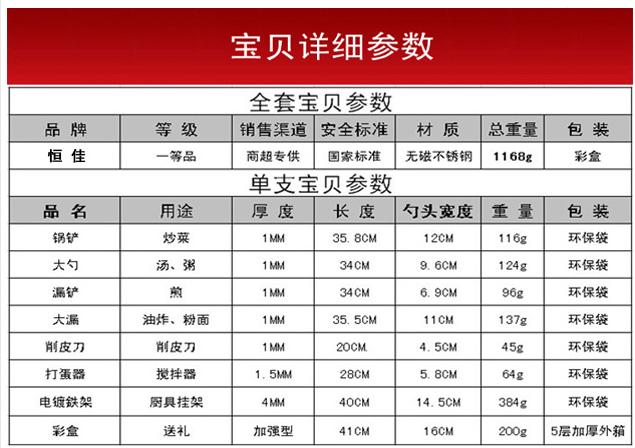 宝贝详细参数
全套宝贝参数
品 牌 等 级 销售渠道 安全标准 材 质 总重量 包 装
恒 佳 一等品 商超专供 国家标准 无磁不锈钢 1168g 彩盒
单支宝贝参数
品 名 用途 厚 度 长 度 勺头宽度 重 量 包 装
锅铲 炒菜 1MM 35.8CM 12CM 116g 环保袋
大勺 汤、粥 1MM 34CM 9.6CM 124g 环保袋
漏铲 煎 1MM 34CM 6.9CM 96g 环保袋
大漏 油炸、粉面 1MM 35.5CM 11CM 137g 环保袋
削皮刀 削皮刀 1MM 20CM. 4.5CM 45g 环保袋
打蛋器 搅拌器 1.5MM 28CM 5.8CM 64g 环保袋
电镀鉄架 厨具挂架 4MM 40CM 14.5CM 384g 环保袋
彩盒 送礼 加强型 41CM 16CM 200g 5层加厚外箱